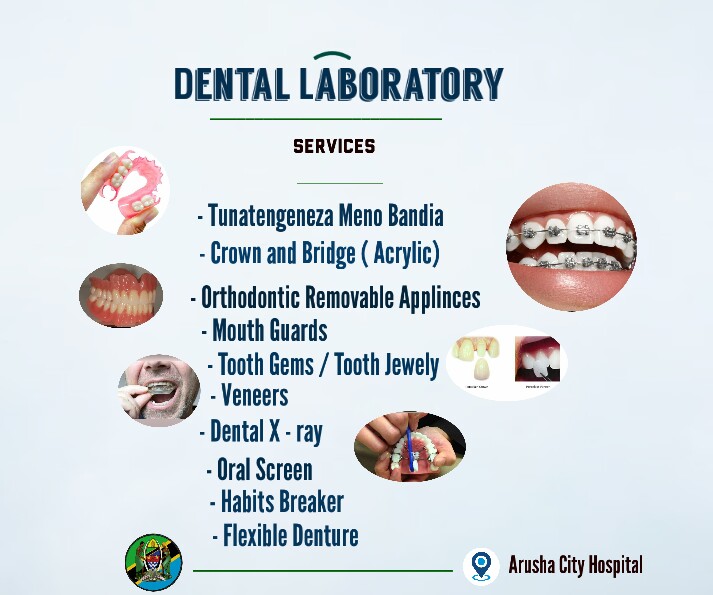 DENTAL LABORATORY
SERVICES
- Tunatengeneza Meno Bandia
- Crown and Bridge ( Acrylic)
- Orthodontic Removable Applinces
- Mouth Guards
- Tooth Gems / Tooth Jewely
- Veneers
- Dental X - ray
- Oral Screen
- Habits Breaker
- Flexible Denture
Arusha City Hospital